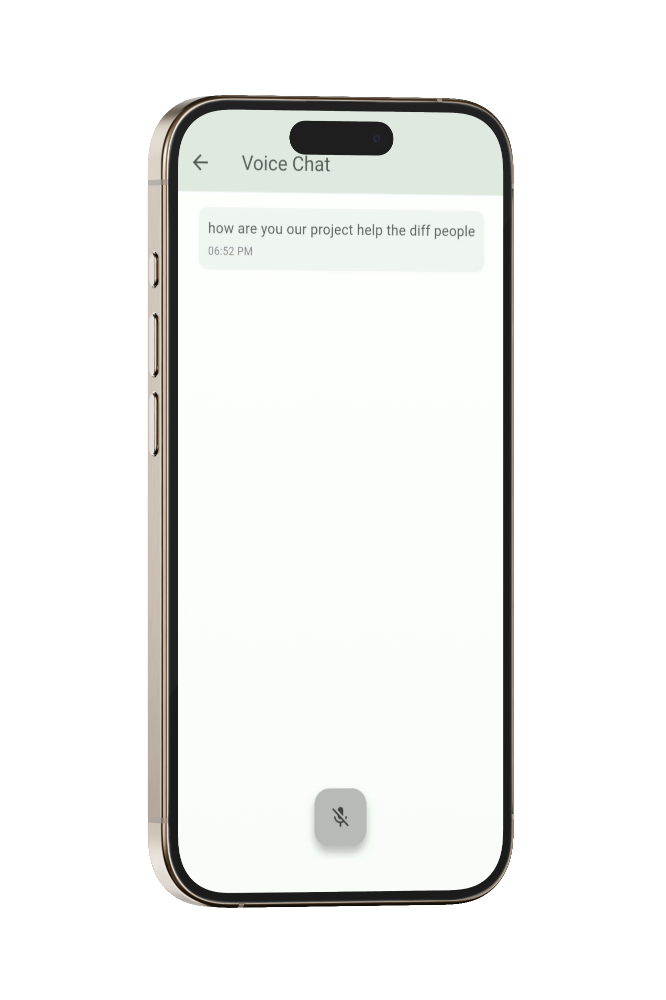 Voice Chat
how are you our project help the diff people
06:52 PM